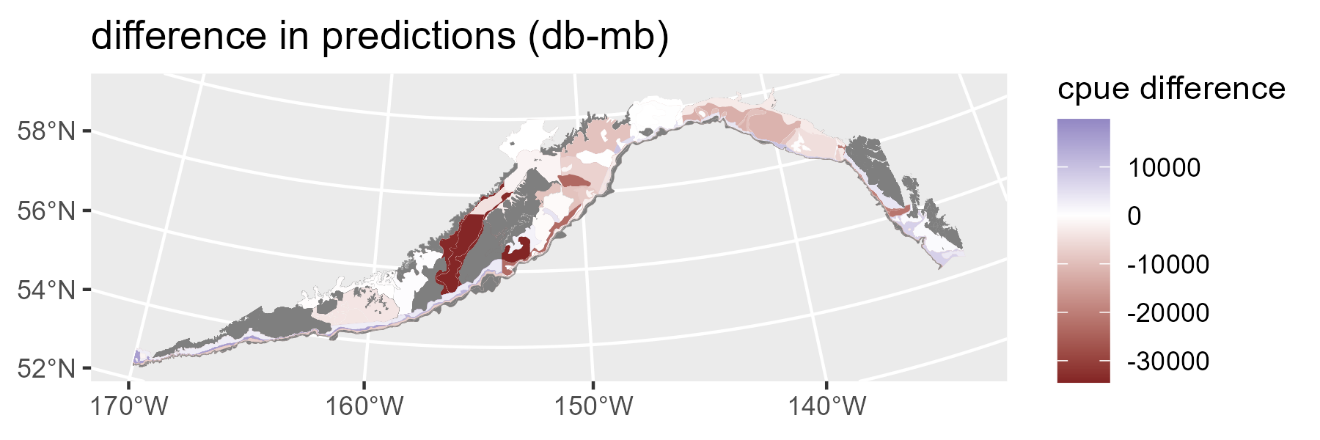 difference in predictions (db-mb)
cpue difference
10000
0
-10000
-20000
-30000
58°N
56°N
54°N
52°N
170°W 160°W 150°W 140°W